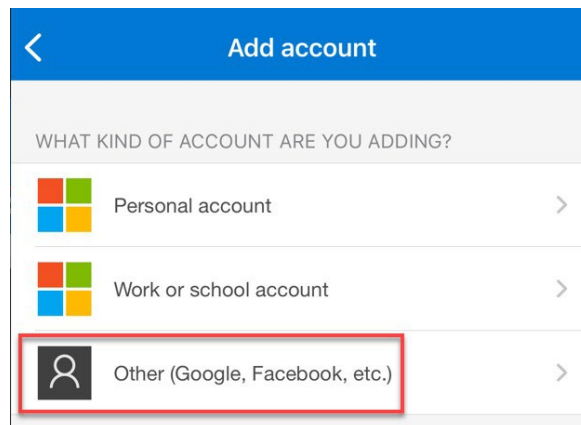 Add account
WHAT KIND OF ACCOUNT ARE YOU ADDING?
Personal account
Work or school account
Other (Google, Facebook, etc.)